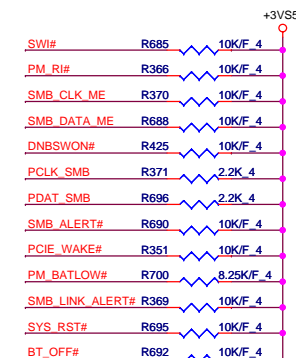 +3VS5
SWI# R685 10K/F_4
PM_RI# R366 10K/F_4
SMB_CLK_ME R370 10K/F_4
SMB_DATA_ME R688 10K/F_4
DNBSWON# R425 10K/F_4
PCLK_SMB R371 2.2K_4
PDAT_SMB R696 2.2K_4
SMB_ALERT# R690 10K/F_4
PCIE_WAKE# R351 10K/F_4
PM_BATLOW# R700 8.25K/F_4
SMB_LINK_ALERT# R369 10K/F_4
SYS_RST# R695 10K/F_4
BT_OFF# R692 10K/F_4